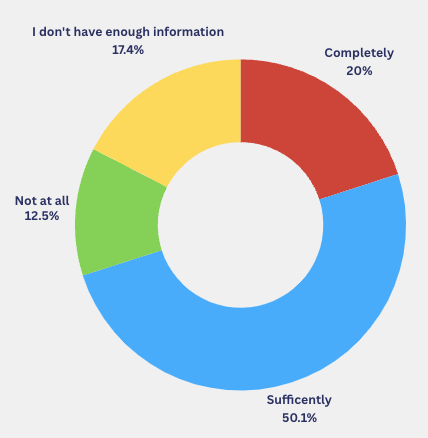 I don't have enough information
17.4%
Completely
20%
Not at all
12.5%
Sufficently
50.1%